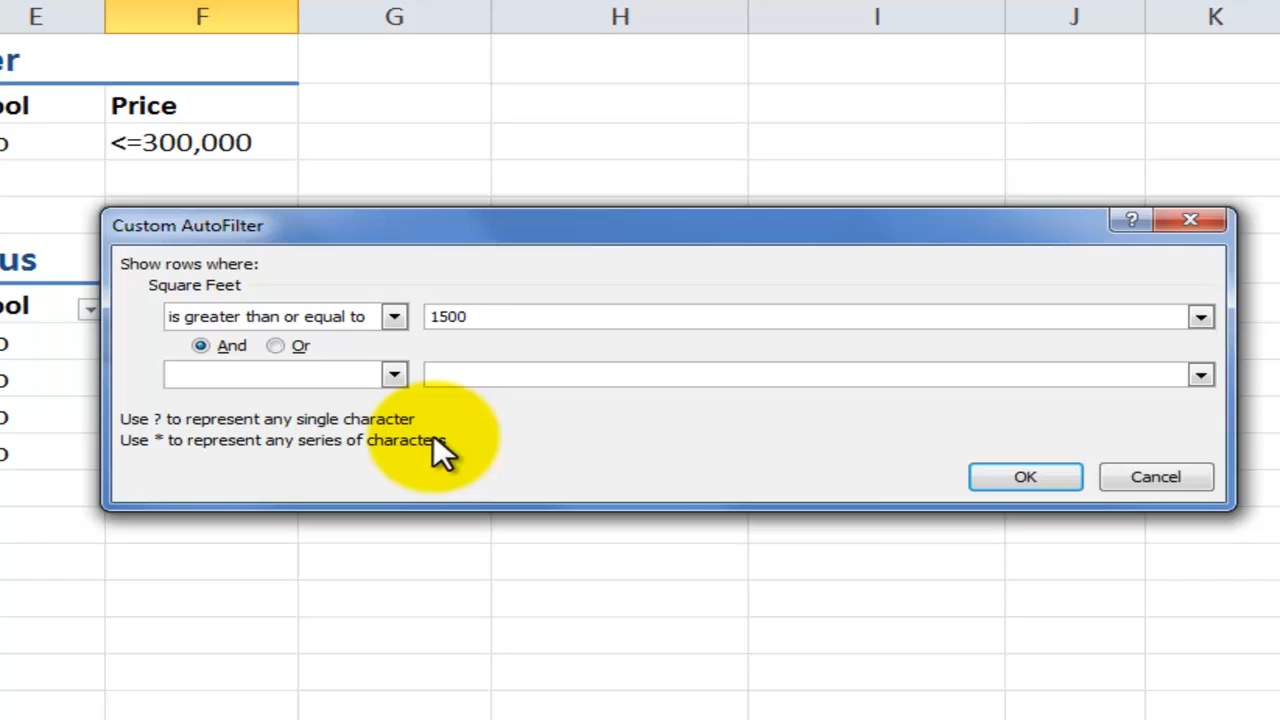 E F G H I J K
er
ool Price
o <=300,000
Custom AutoFilter
Show rows where:
us
Square Feet
ool
is greater than or equal to 1500
And Or
o
o
o
Use ? to represent any single character
Use * to represent any series of characters
o
OK Cancel